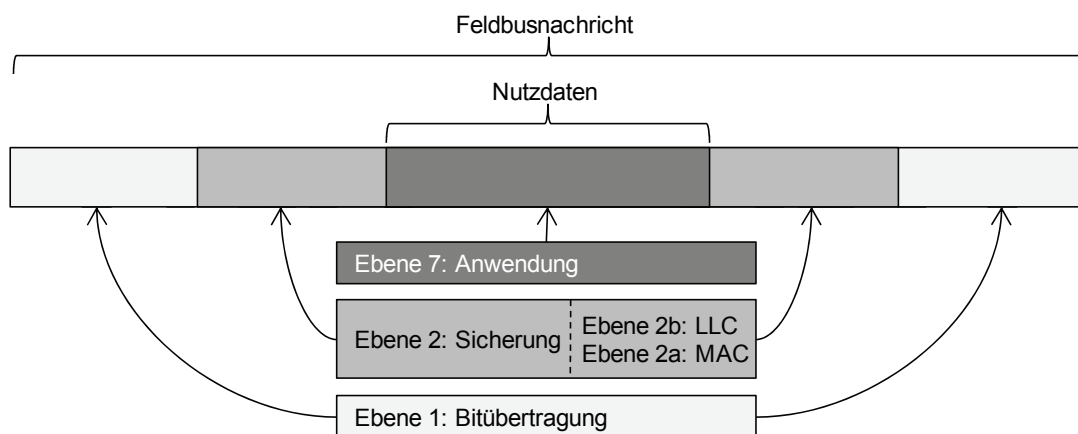 Feldbusnachricht
Nutzdaten
Ebene 7: Anwendung
Ebene 2: Sicherung
Ebene 2b: LLC
Ebene 2a: MAC
Ebene 1: Bitübertragung